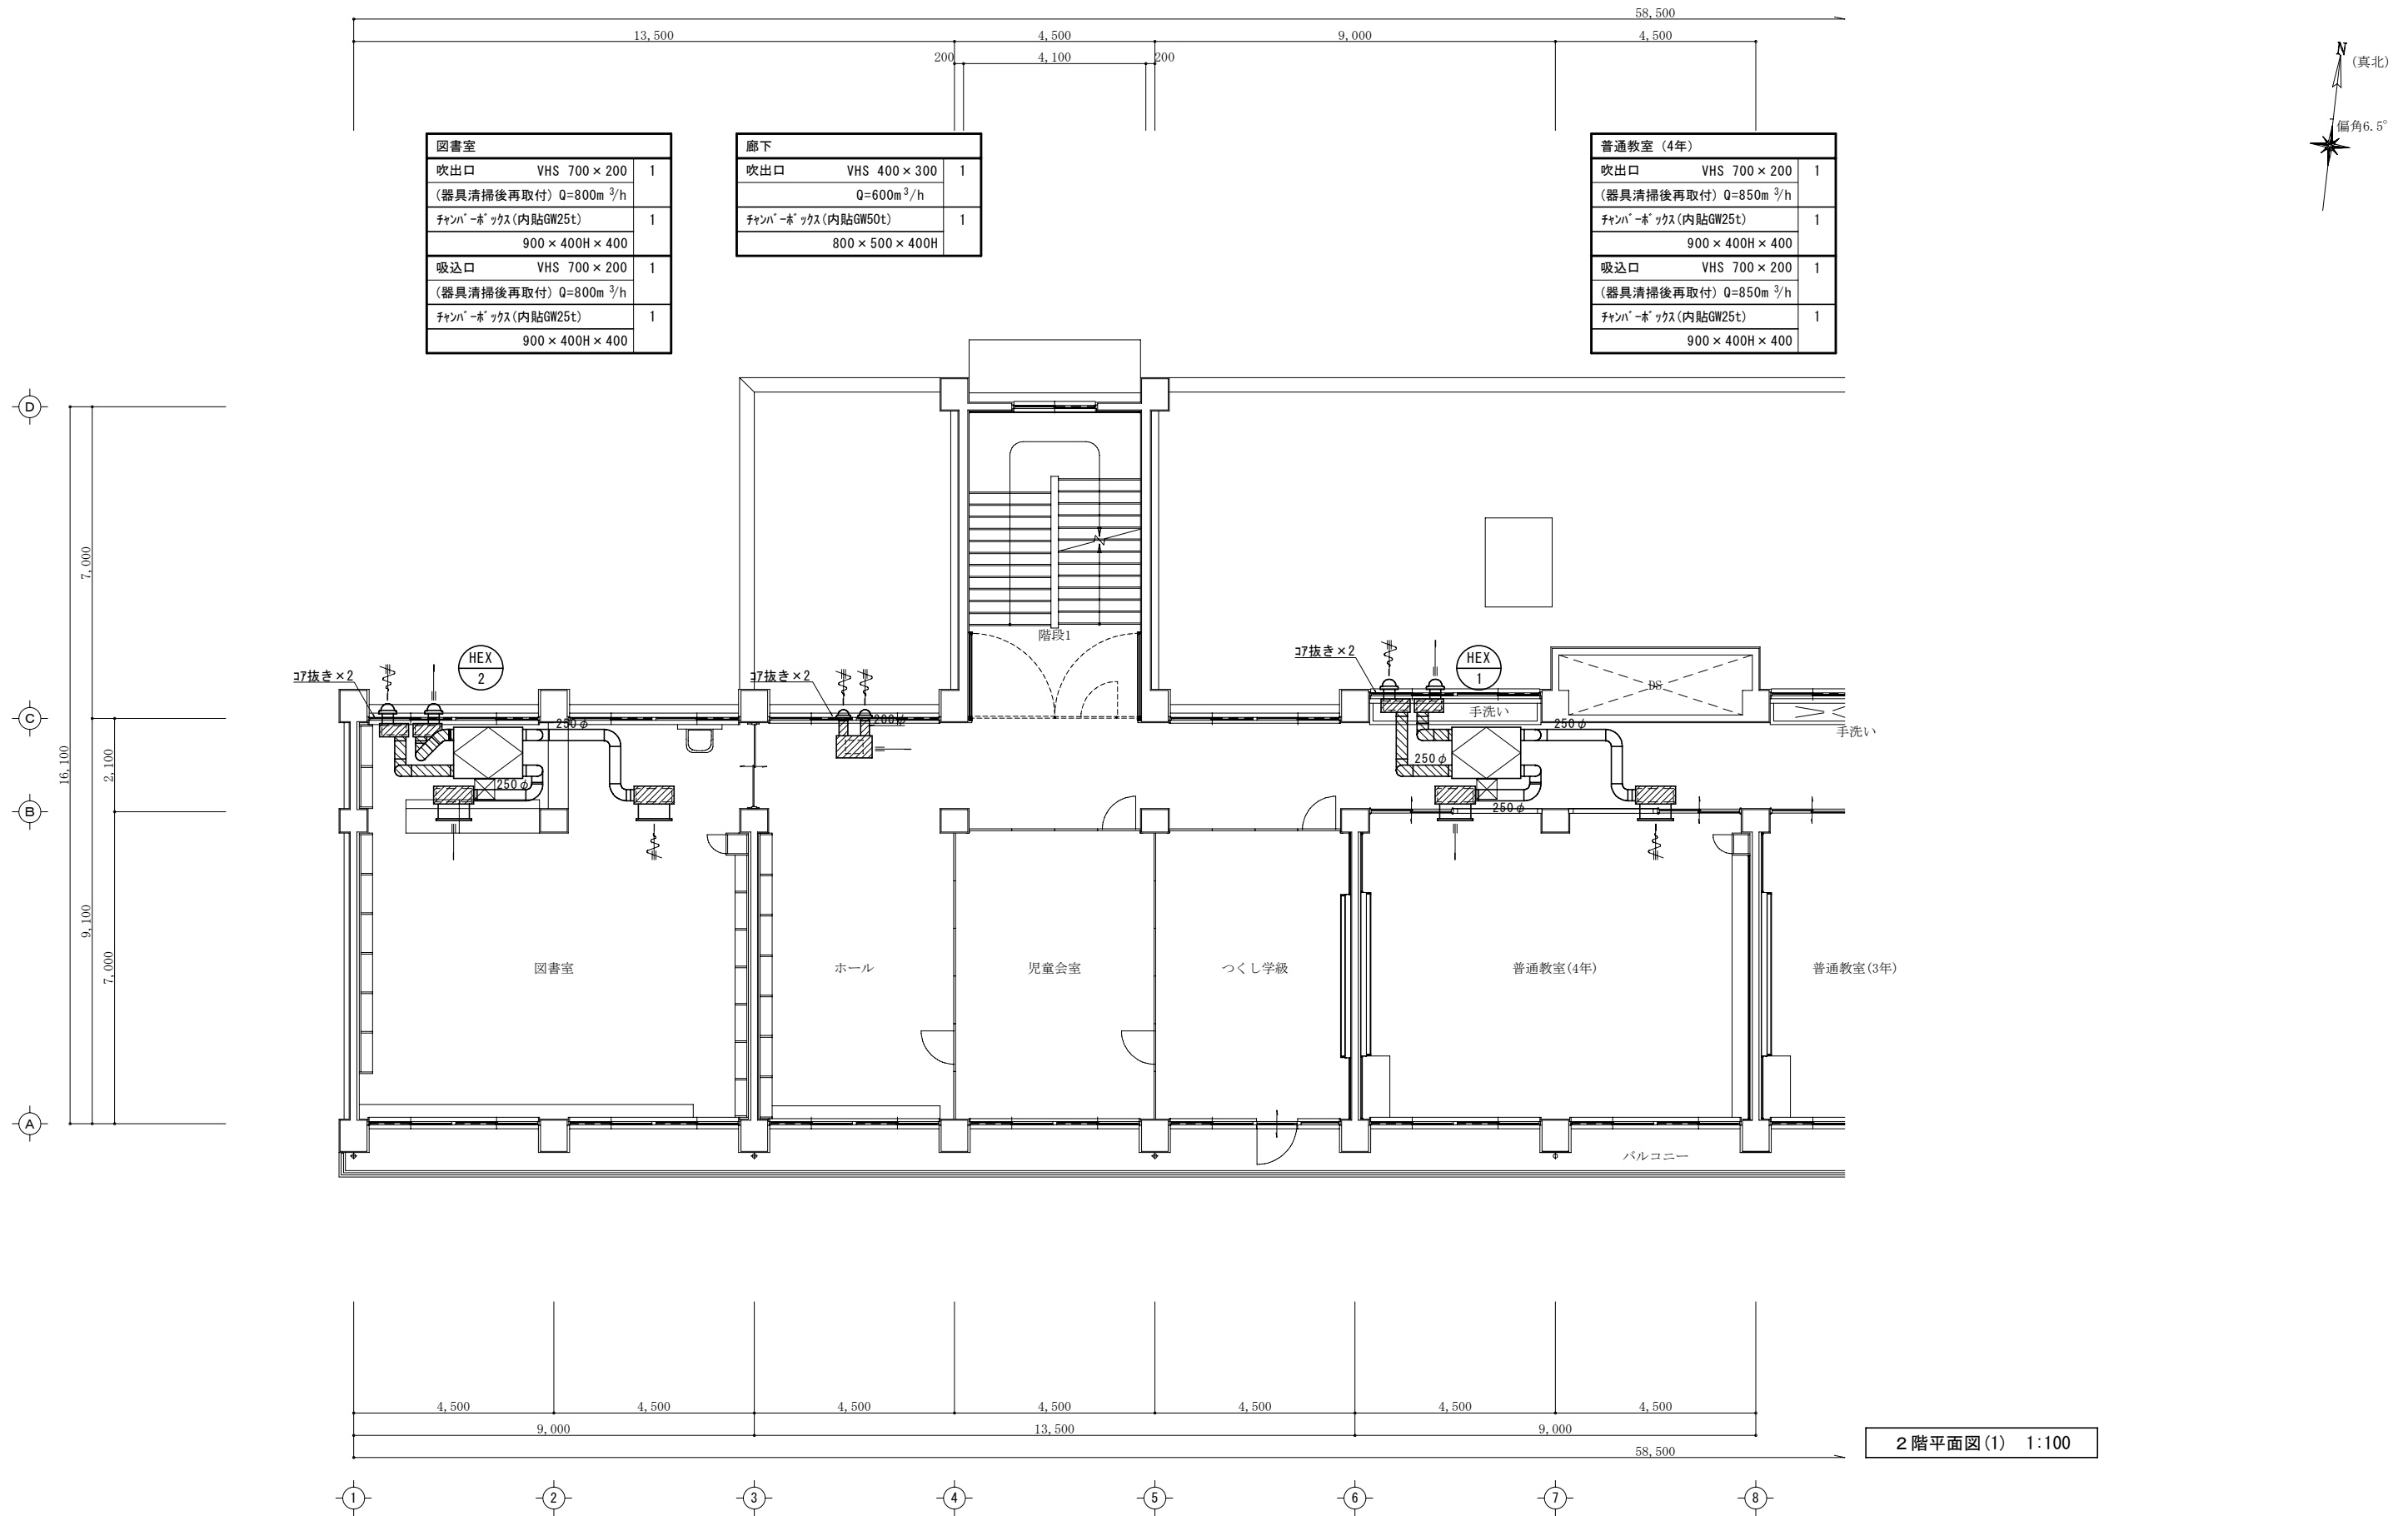 58,500
13,500
4,500
9,000
4,500
200
4,100
200
N
(真北)
偏角6.5°
図書室
吹出口 VHS 700×200 1
(器具清掃後再取付) Q=800m³/h
ﾁｬﾝﾊﾞｰﾎﾞｯｸｽ(内貼GW25t) 1
900×400H×400
吸込口 VHS 700×200 1
(器具清掃後再取付) Q=800m³/h
ﾁｬﾝﾊﾞｰﾎﾞｯｸｽ(内貼GW25t) 1
900×400H×400
廊下
吹出口 VHS 400×300 1
Q=600m³/h
ﾁｬﾝﾊﾞｰﾎﾞｯｸｽ(内貼GW50t) 1
800×500×400H
普通教室 (4年)
吹出口 VHS 700×200 1
(器具清掃後再取付) Q=850m³/h
ﾁｬﾝﾊﾞｰﾎﾞｯｸｽ(内貼GW25t) 1
900×400H×400
吸込口 VHS 700×200 1
(器具清掃後再取付) Q=850m³/h
ﾁｬﾝﾊﾞｰﾎﾞｯｸｽ(内貼GW25t) 1
900×400H×400
D
7,000
階段1
ｺｱ抜き×2
HEX
2
ｺｱ抜き×2
ｺｱ抜き×2
HEX
1
DS
C
250φ
200φ
手洗い
250φ
手洗い
16,100
2,100
250φ
250φ
B
250φ
9,100
7,000
図書室
ホール
児童会室
つくし学級
普通教室(4年)
普通教室(3年)
A
バルコニー
4,500
4,500
4,500
4,500
4,500
4,500
4,500
9,000
13,500
9,000
58,500
2階平面図(1) 1:100
1
2
3
4
5
6
7
8